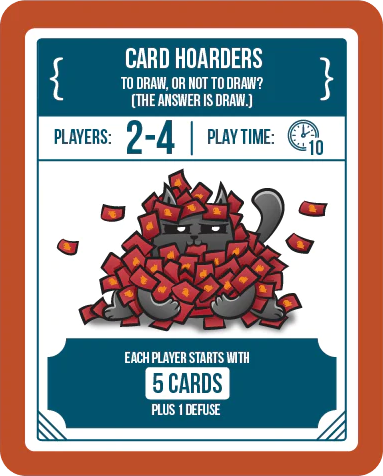 CARD HOARDERS
TO DRAW, OR NOT TO DRAW?
(THE ANSWER IS DRAW.)
PLAYERS: 2-4 PLAY TIME: 10
EACH PLAYER STARTS WITH
5 CARDS
PLUS 1 DEFUSE